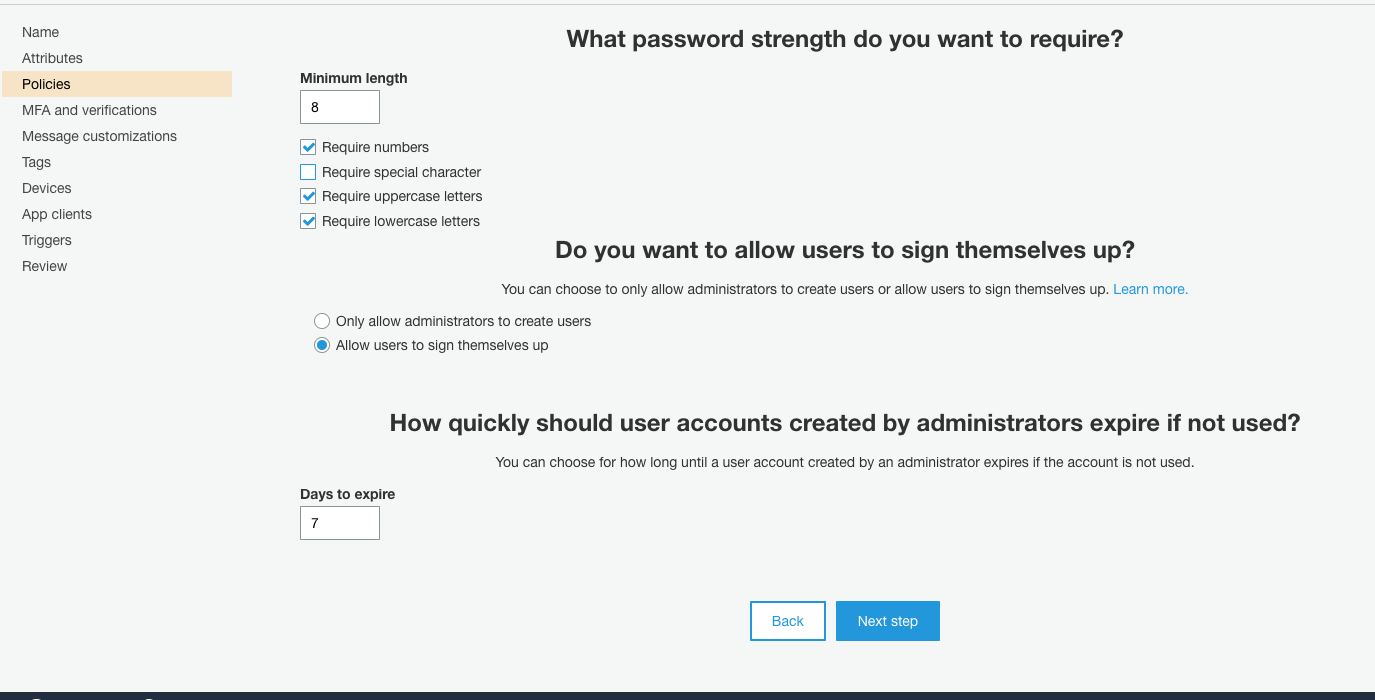 Name
Attributes
Policies
MFA and verifications
Message customizations
Tags
Devices
App clients
Triggers
Review
What password strength do you want to require?
Minimum length
8
Require numbers
Require special character
Require uppercase letters
Require lowercase letters
Do you want to allow users to sign themselves up?
You can choose to only allow administrators to create users or allow users to sign themselves up. Learn more.
Only allow administrators to create users
Allow users to sign themselves up
How quickly should user accounts created by administrators expire if not used?
You can choose for how long until a user account created by an administrator expires if the account is not used.
Days to expire
7
Back
Next step